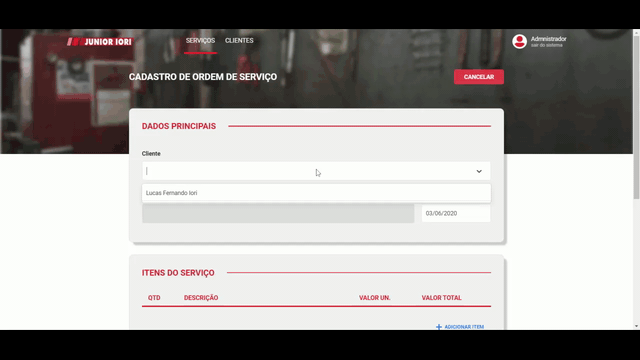 JUNIOR IORI
SERVIÇOS CLIENTES
Admnistrador
sair do sistema
CADASTRO DE ORDEM DE SERVIÇO
CANCELAR
DADOS PRINCIPAIS
Cliente
Lucas Fernando Iori
03/06/2020
ITENS DO SERVIÇO
QTD DESCRIÇÃO VALOR UN. VALOR TOTAL
+ ADICIONAR ITEM